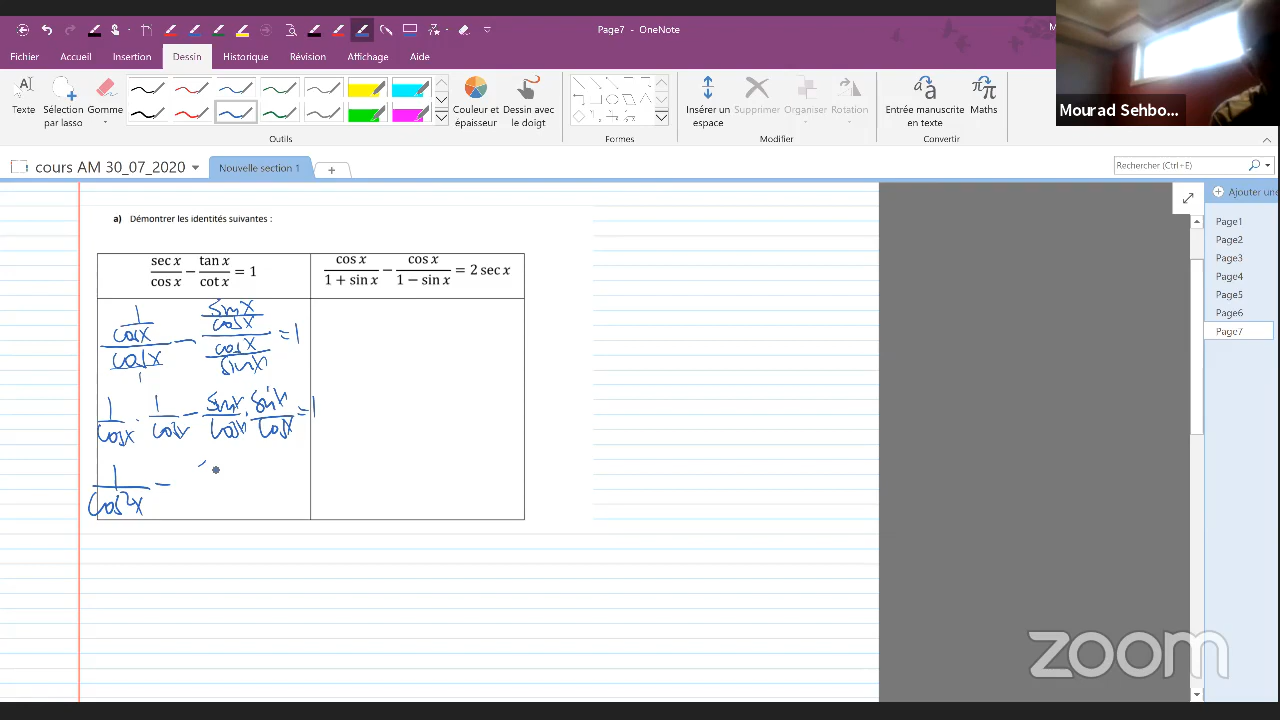 Page7 - OneNote
Fichier Accueil Insertion Dessin Historique Révision Affichage Aide
Texte Sélection par lasso Gomme Couleur et épaisseur Dessin avec le doigt Insérer un espace Supprimer Organiser Rotation Entrée manuscrite en texte Maths
Outils Formes Modifier Convertir
Mourad Sehbo...
cours AM 30_07_2020 Nouvelle section 1 +
Rechercher (Ctrl+E)
Ajouter une
Page1
Page2
Page3
Page4
Page5
Page6
Page7
a) Démontrer les identités suivantes :
sec x / cos x − tan x / cot x = 1
cos x / (1 + sin x) − cos x / (1 − sin x) = 2 sec x
(1 / cos x) / (cos x / 1) − (sin x / cos x) / (cos x / sin x) = 1
1 / cos x · 1 / cos x − sin x / cos x · sin x / cos x = 1
1 / cos²x −
zoom